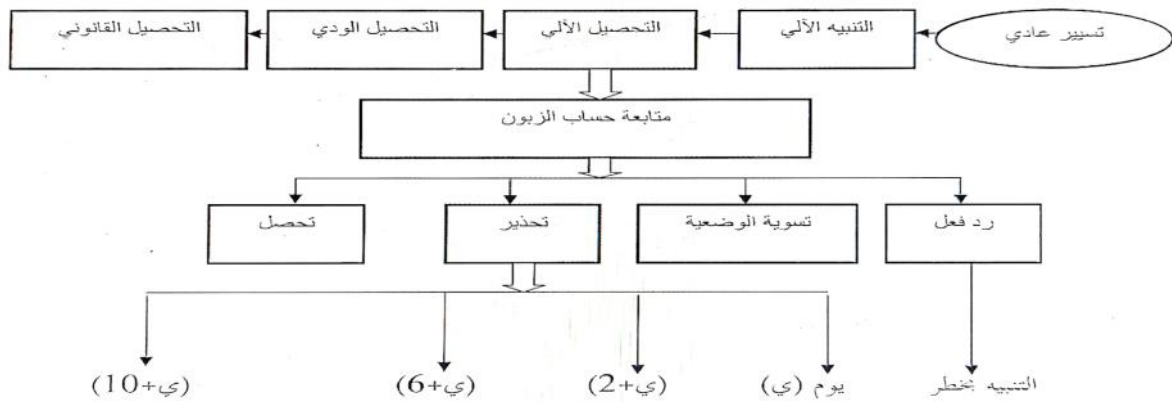 تسيير عادي
التنبيه الآلي
التحصيل الآلي
التحصيل الودي
التحصيل القانوني
متابعة حساب الزبون
رد فعل
تسوية الوضعية
تحذير
تحصل
التنبيه بخطر
يوم (ي)
(ي+2)
(ي+6)
(ي+10)